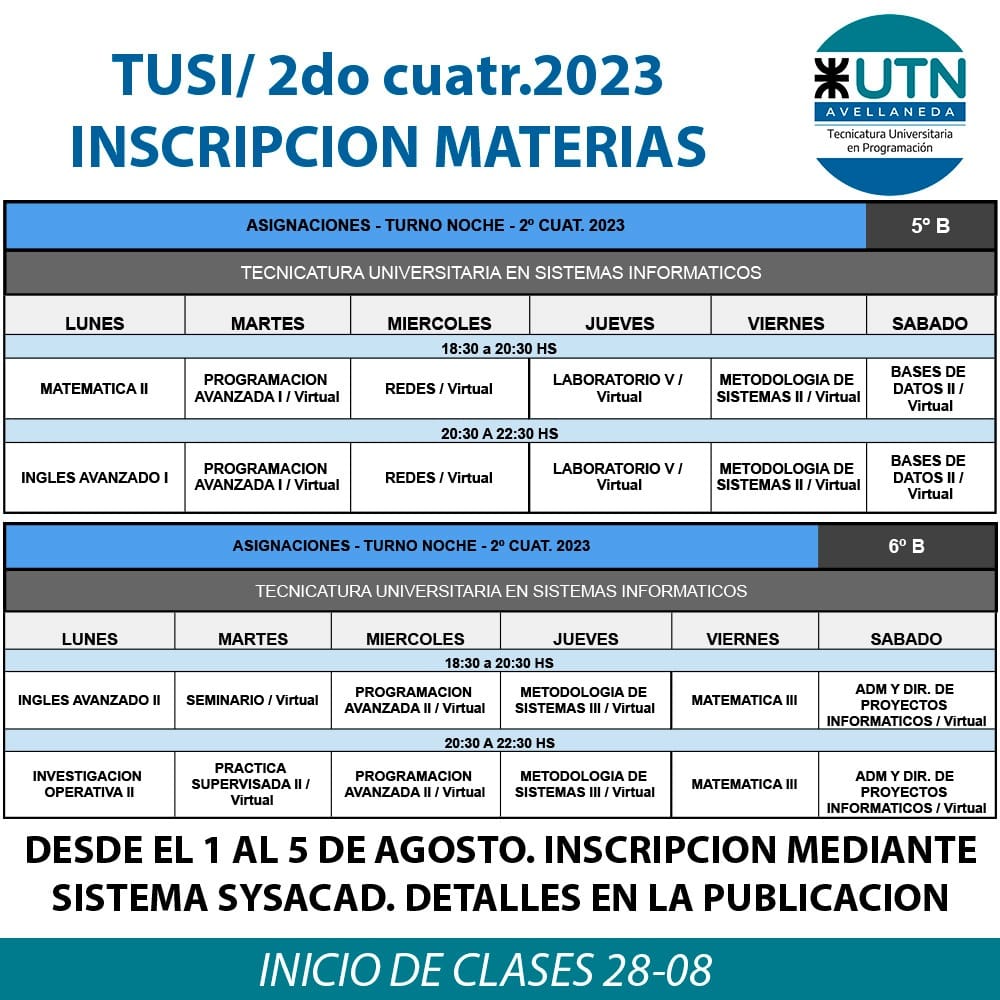 TUSI/ 2do cuatr.2023
INSCRIPCION MATERIAS
UTN
AVELLANEDA
Tecnicatura Universitaria
en Programación
ASIGNACIONES - TURNO NOCHE - 2º CUAT. 2023
5º B
TECNICATURA UNIVERSITARIA EN SISTEMAS INFORMATICOS
LUNES MARTES MIERCOLES JUEVES VIERNES SABADO
18:30 a 20:30 HS
MATEMATICA II
PROGRAMACION
AVANZADA I / Virtual
REDES / Virtual
LABORATORIO V /
Virtual
METODOLOGIA DE
SISTEMAS II / Virtual
BASES DE
DATOS II /
Virtual
20:30 A 22:30 HS
INGLES AVANZADO I
PROGRAMACION
AVANZADA I / Virtual
REDES / Virtual
LABORATORIO V /
Virtual
METODOLOGIA DE
SISTEMAS II / Virtual
BASES DE
DATOS II /
Virtual
ASIGNACIONES - TURNO NOCHE - 2º CUAT. 2023
6º B
TECNICATURA UNIVERSITARIA EN SISTEMAS INFORMATICOS
LUNES MARTES MIERCOLES JUEVES VIERNES SABADO
18:30 a 20:30 HS
INGLES AVANZADO II
SEMINARIO / Virtual
PROGRAMACION
AVANZADA II / Virtual
METODOLOGIA DE
SISTEMAS III / Virtual
MATEMATICA III
ADM Y DIR. DE
PROYECTOS
INFORMATICOS / Virtual
20:30 A 22:30 HS
INVESTIGACION
OPERATIVA II
PRACTICA
SUPERVISADA II /
Virtual
PROGRAMACION
AVANZADA II / Virtual
METODOLOGIA DE
SISTEMAS III / Virtual
MATEMATICA III
ADM Y DIR. DE
PROYECTOS
INFORMATICOS / Virtual
DESDE EL 1 AL 5 DE AGOSTO. INSCRIPCION MEDIANTE
SISTEMA SYSACAD. DETALLES EN LA PUBLICACION
INICIO DE CLASES 28-08